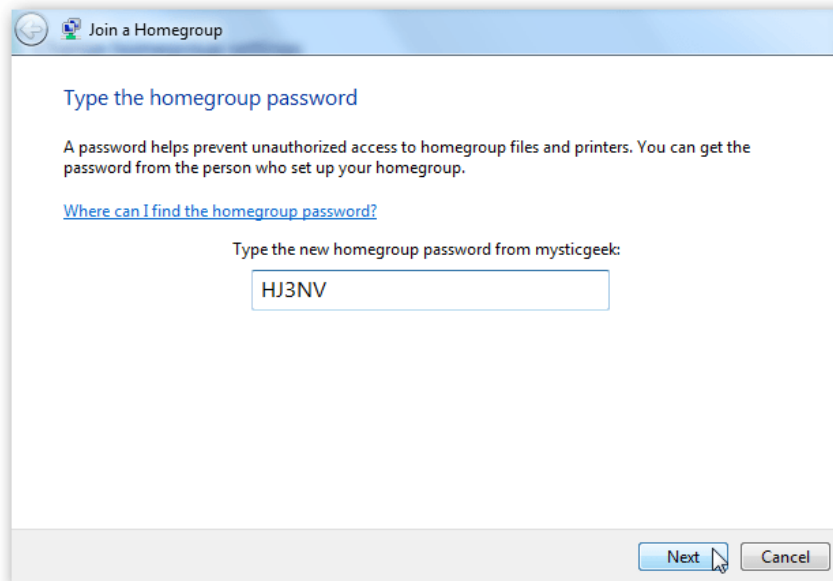 Join a Homegroup
Type the homegroup password
A password helps prevent unauthorized access to homegroup files and printers. You can get the
password from the person who set up your homegroup.
Where can I find the homegroup password?
Type the new homegroup password from mysticgeek:
HJ3NV
Next
Cancel